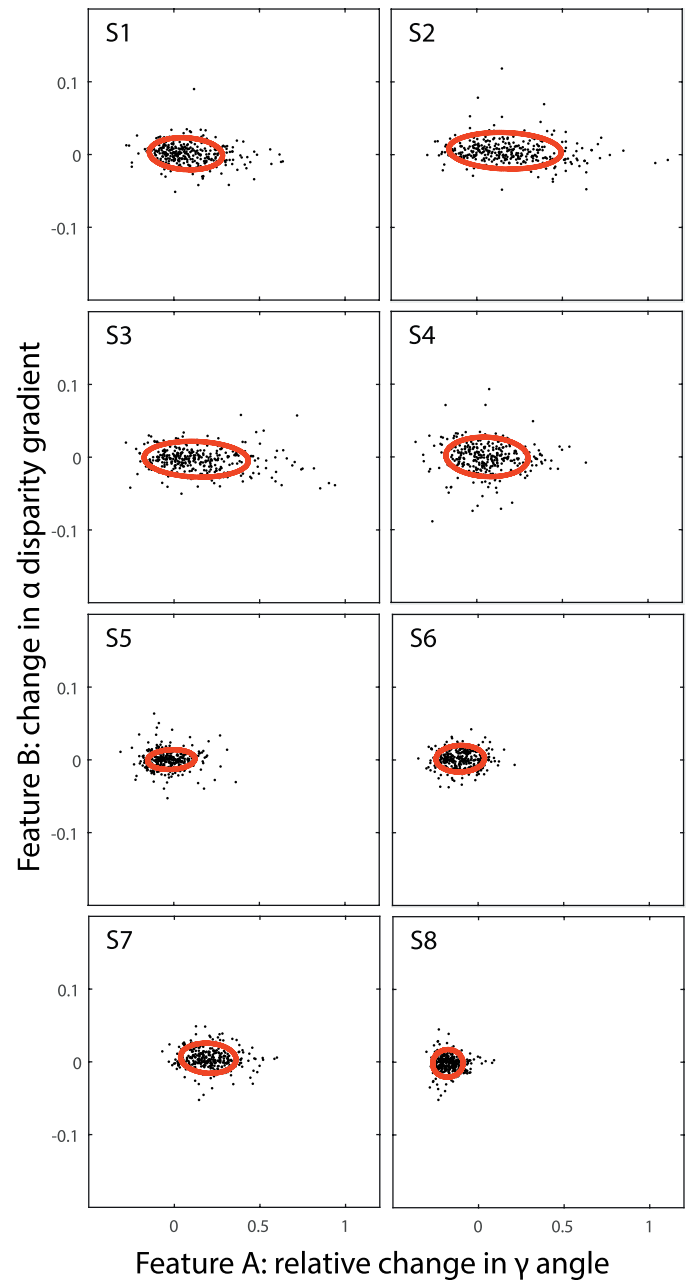 S1
S2
0.1
0
-0.1
S3
S4
0.1
0
-0.1
S5
S6
0.1
0
-0.1
S7
S8
0.1
0
-0.1
0
0.5
1
0
0.5
1
Feature B: change in α disparity gradient
Feature A: relative change in γ angle